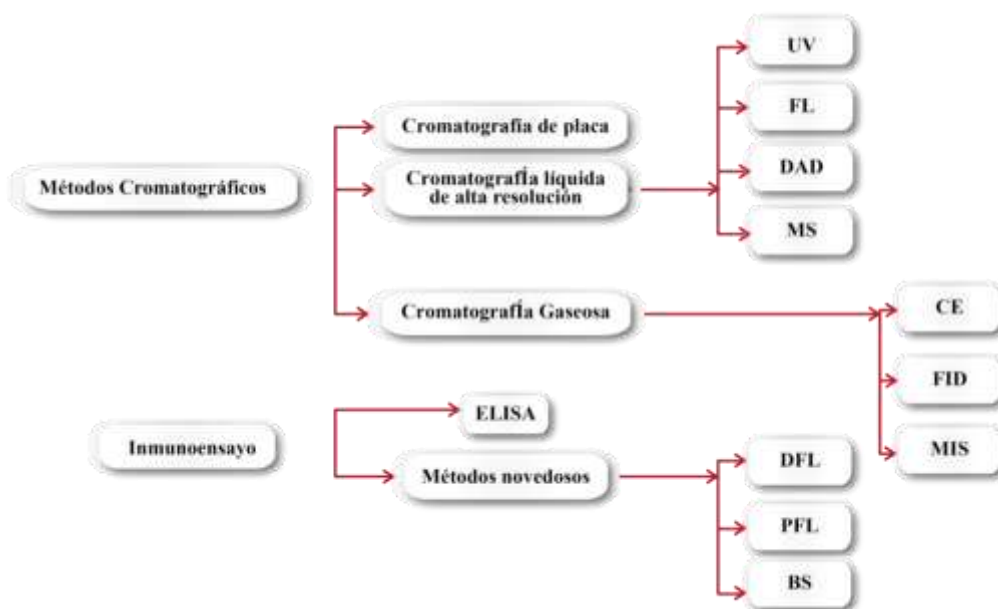 Métodos Cromatográficos
Cromatografía de placa
Cromatografía líquida
de alta resolución
UV
FL
DAD
MS
Cromatografía Gaseosa
CE
FID
MIS
Inmunoensayo
ELISA
Métodos novedosos
DFL
PFL
BS